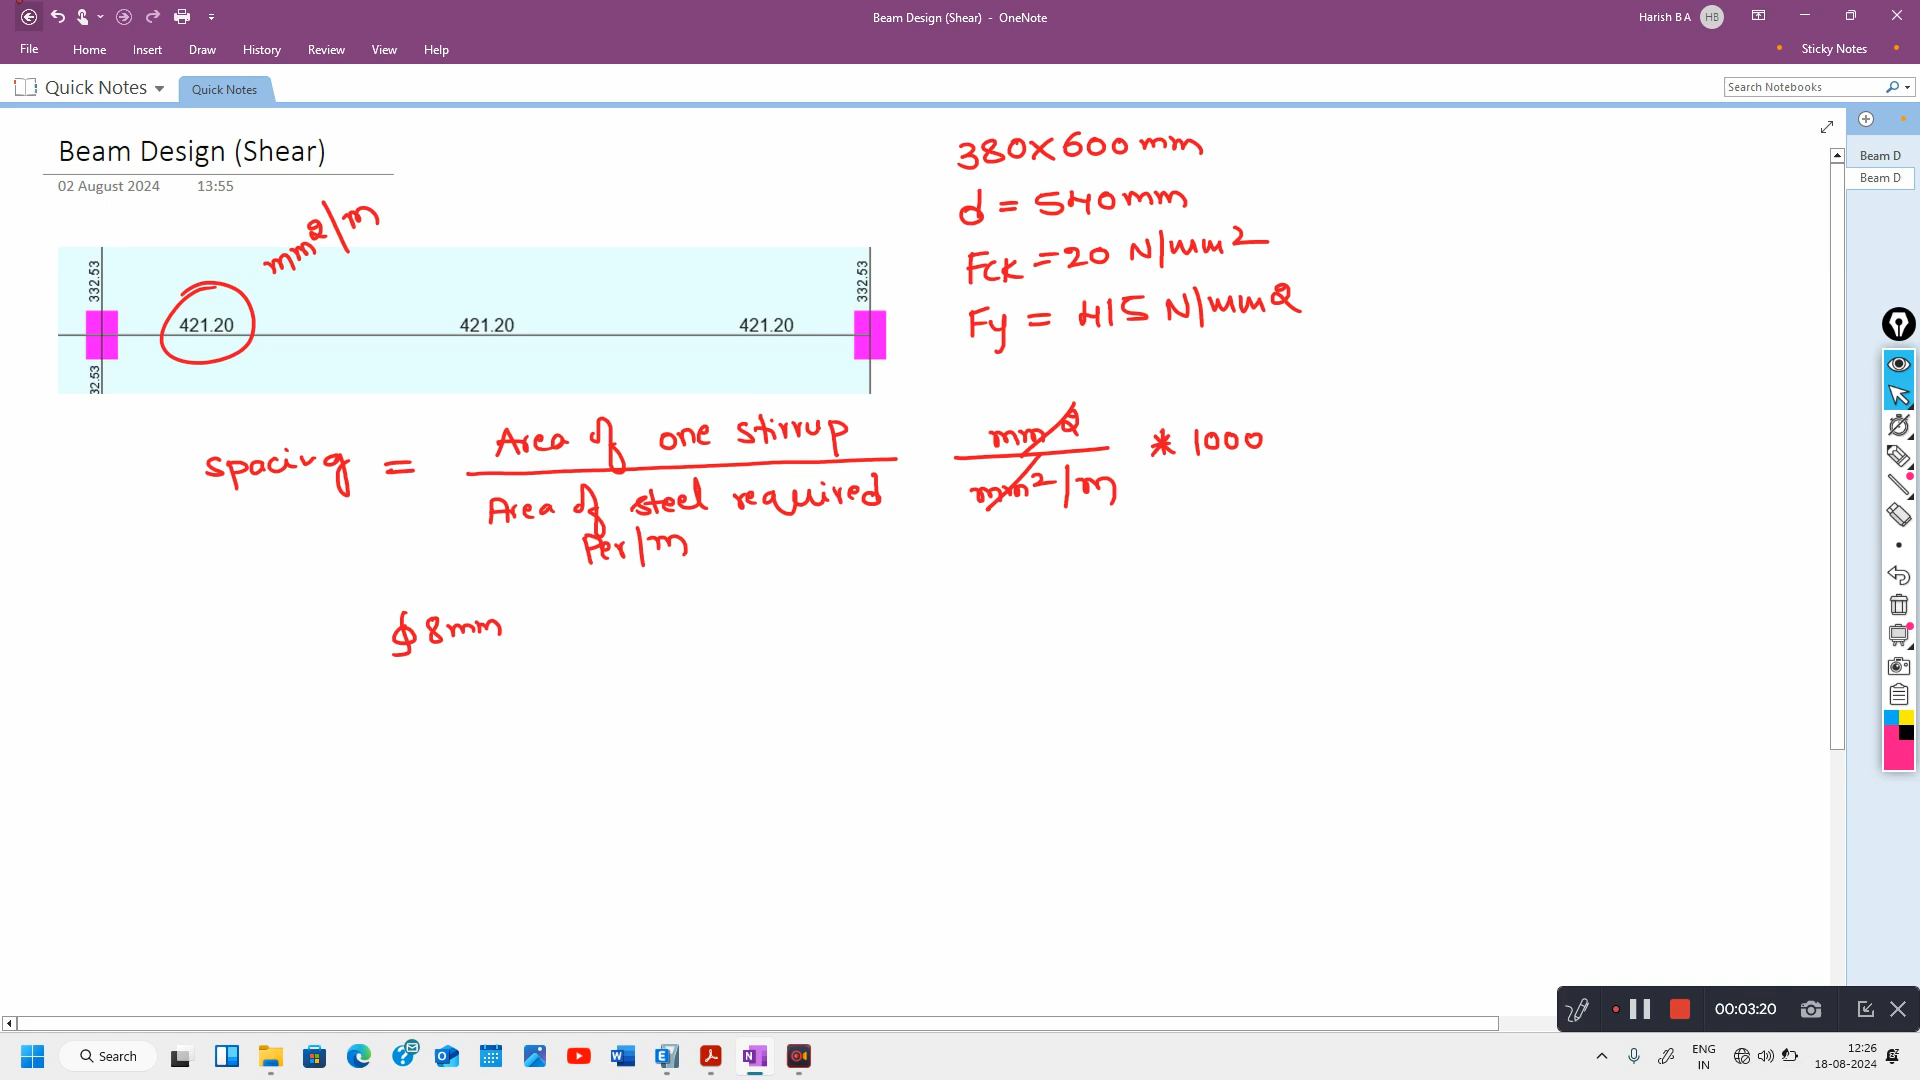 Beam Design (Shear) - OneNote
Harish B A
HB
File
Home
Insert
Draw
History
Review
View
Help
Sticky Notes
Quick Notes
Quick Notes
Search Notebooks
Beam D
Beam D
Beam Design (Shear)
02 August 2024 13:55
mm2/m
332.53
332.53
421.20
421.20
421.20
32.53
380x600 mm
d = 540mm
Fck = 20 N/mm2
Fy = 415 N/mm2
spacing = Area of one stirrup
Area of steel required
Per/m
mm2
mm2/m
* 1000
ϕ 8mm
00:03:20
Search
ENG
IN
12:26
18-08-2024